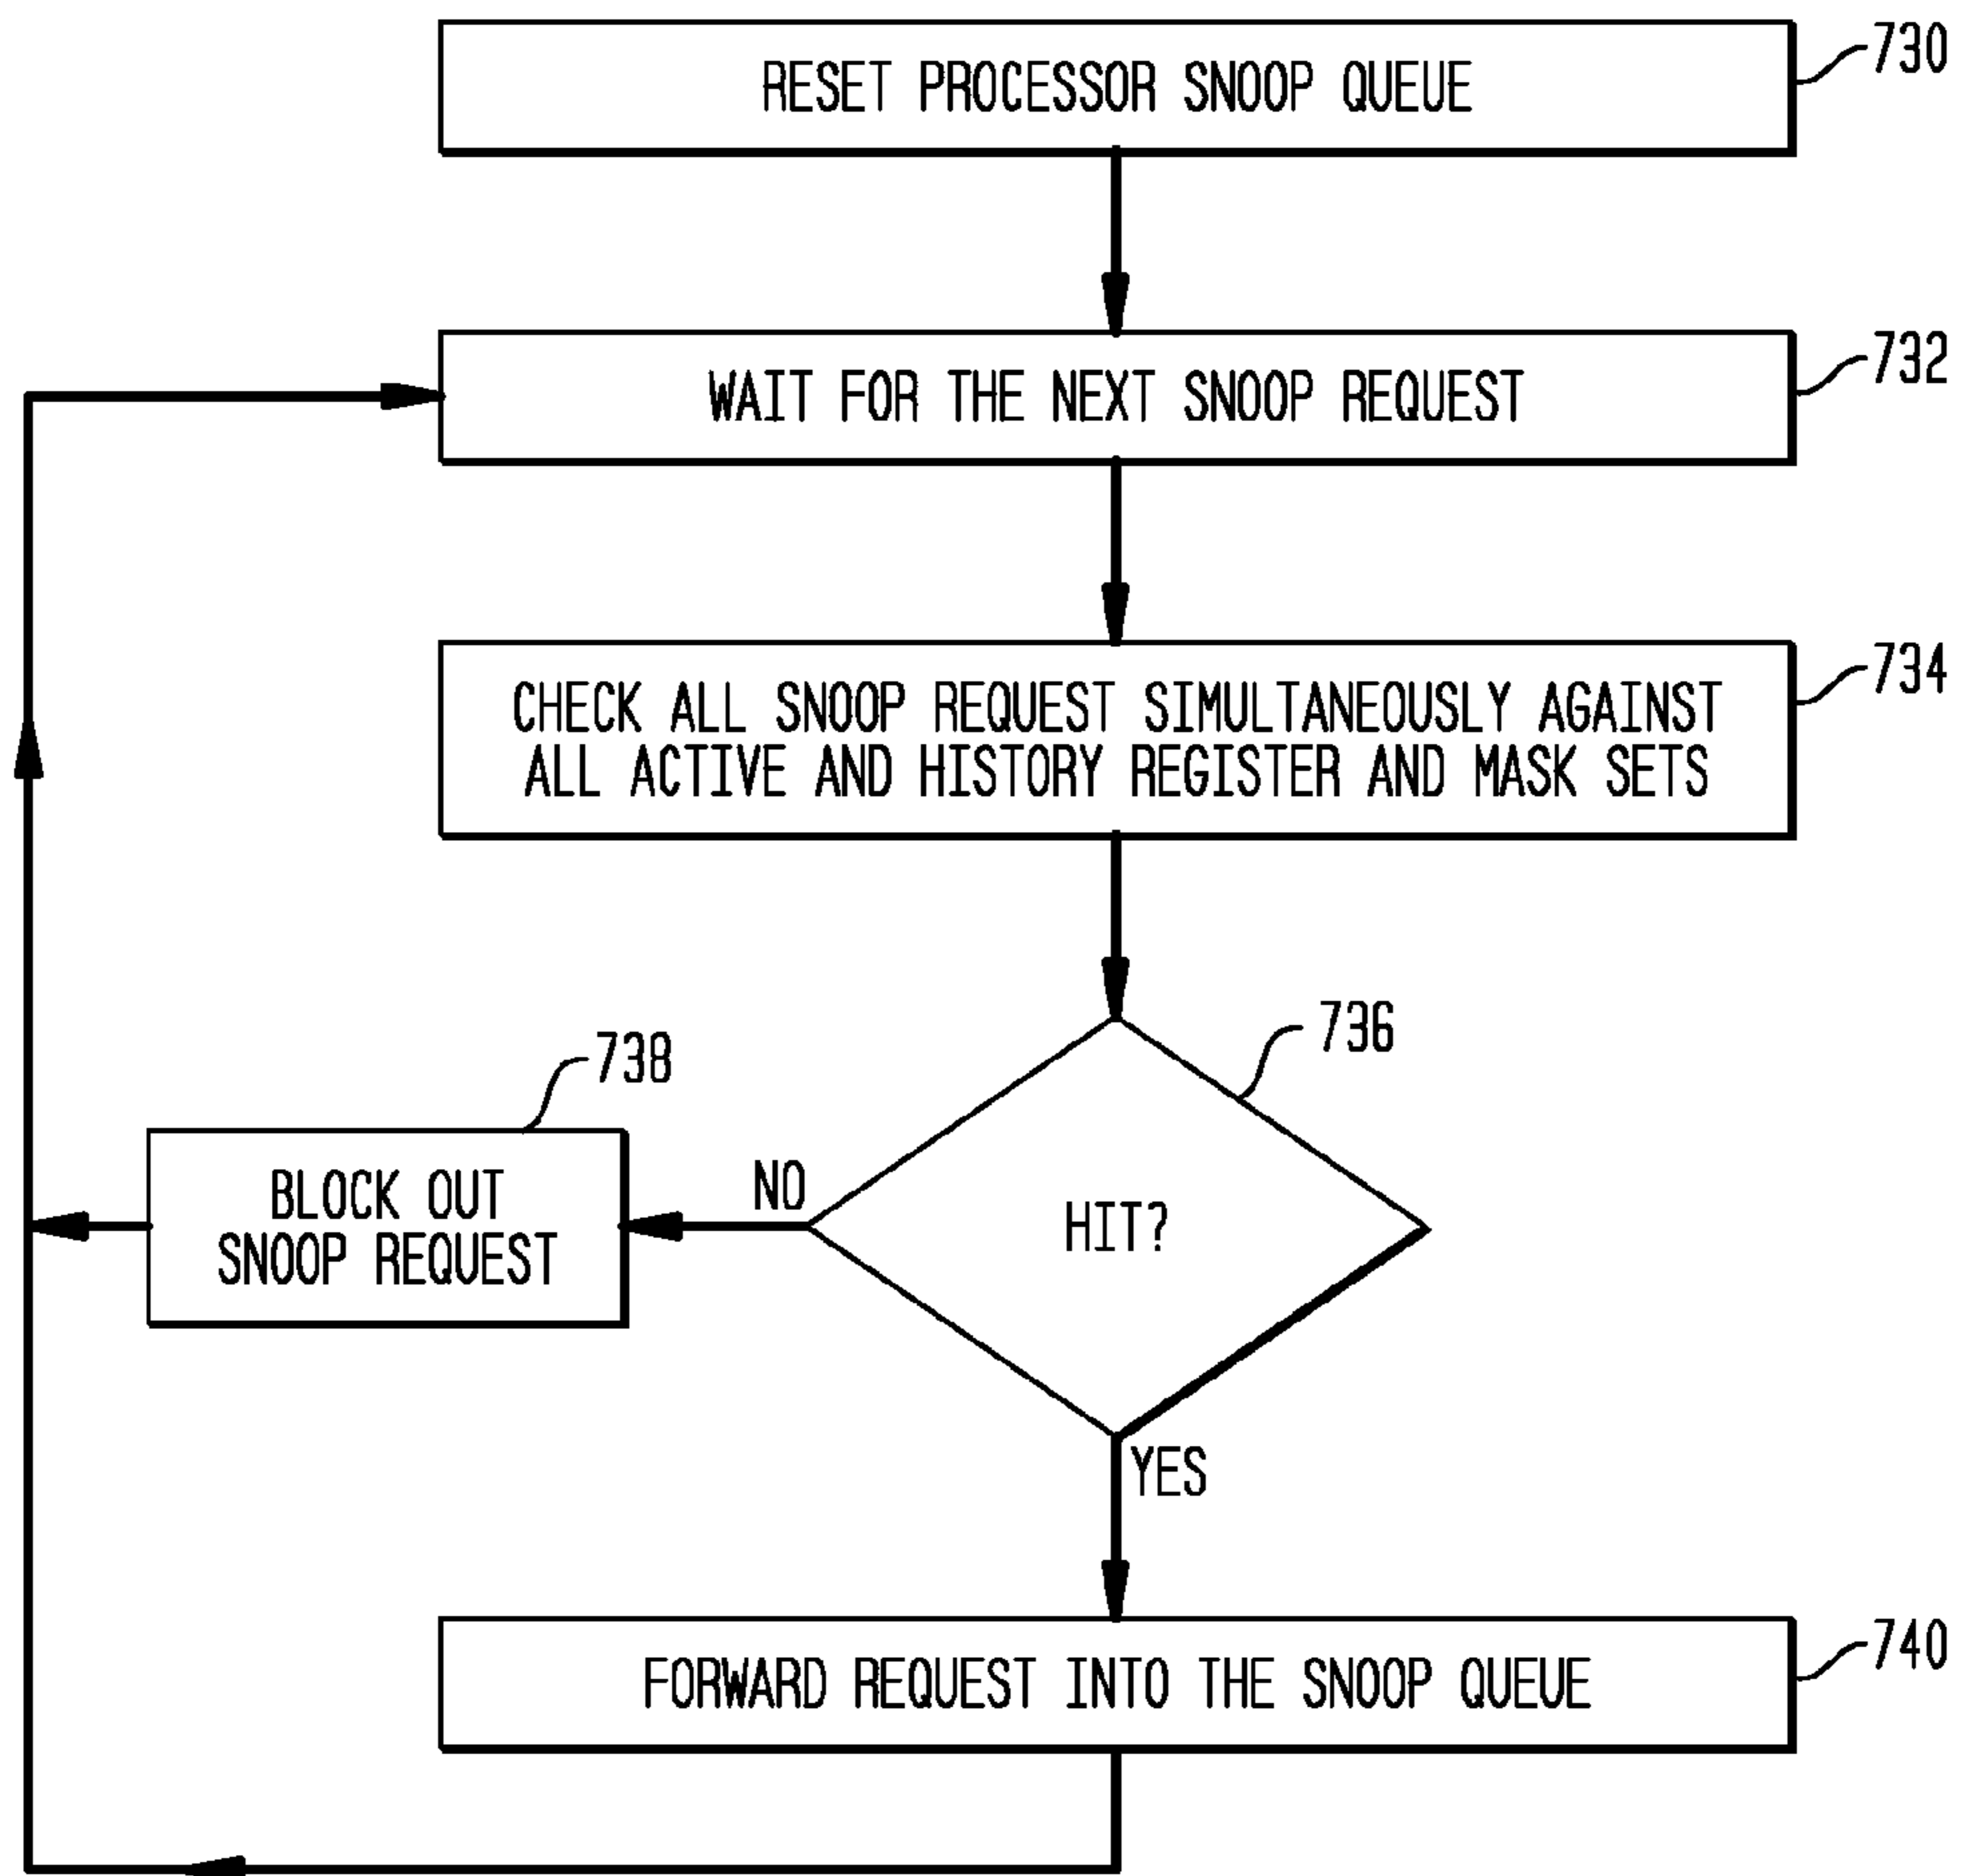 RESET PROCESSOR SNOOP QUEUE
730
WAIT FOR THE NEXT SNOOP REQUEST
732
CHECK ALL SNOOP REQUEST SIMULTANEOUSLY AGAINST
ALL ACTIVE AND HISTORY REGISTER AND MASK SETS
734
736
738
HIT?
NO
BLOCK OUT
SNOOP REQUEST
YES
FORWARD REQUEST INTO THE SNOOP QUEUE
740